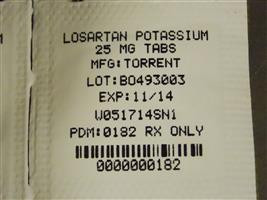 LOSARTAN POTASSIUM
25 MG TABS
MFG:TORRENT
LOT:BO493003
EXP:11/14
W051714SN1
PDM:0182 RX ONLY
0000000182